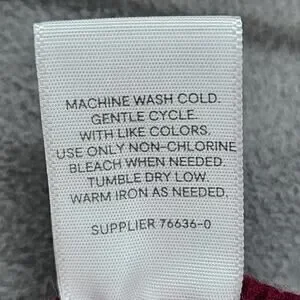 MACHINE WASH COLD.
GENTLE CYCLE.
WITH LIKE COLORS.
USE ONLY NON-CHLORINE
BLEACH WHEN NEEDED.
TUMBLE DRY LOW.
WARM IRON AS NEEDED.
SUPPLIER 76636-0